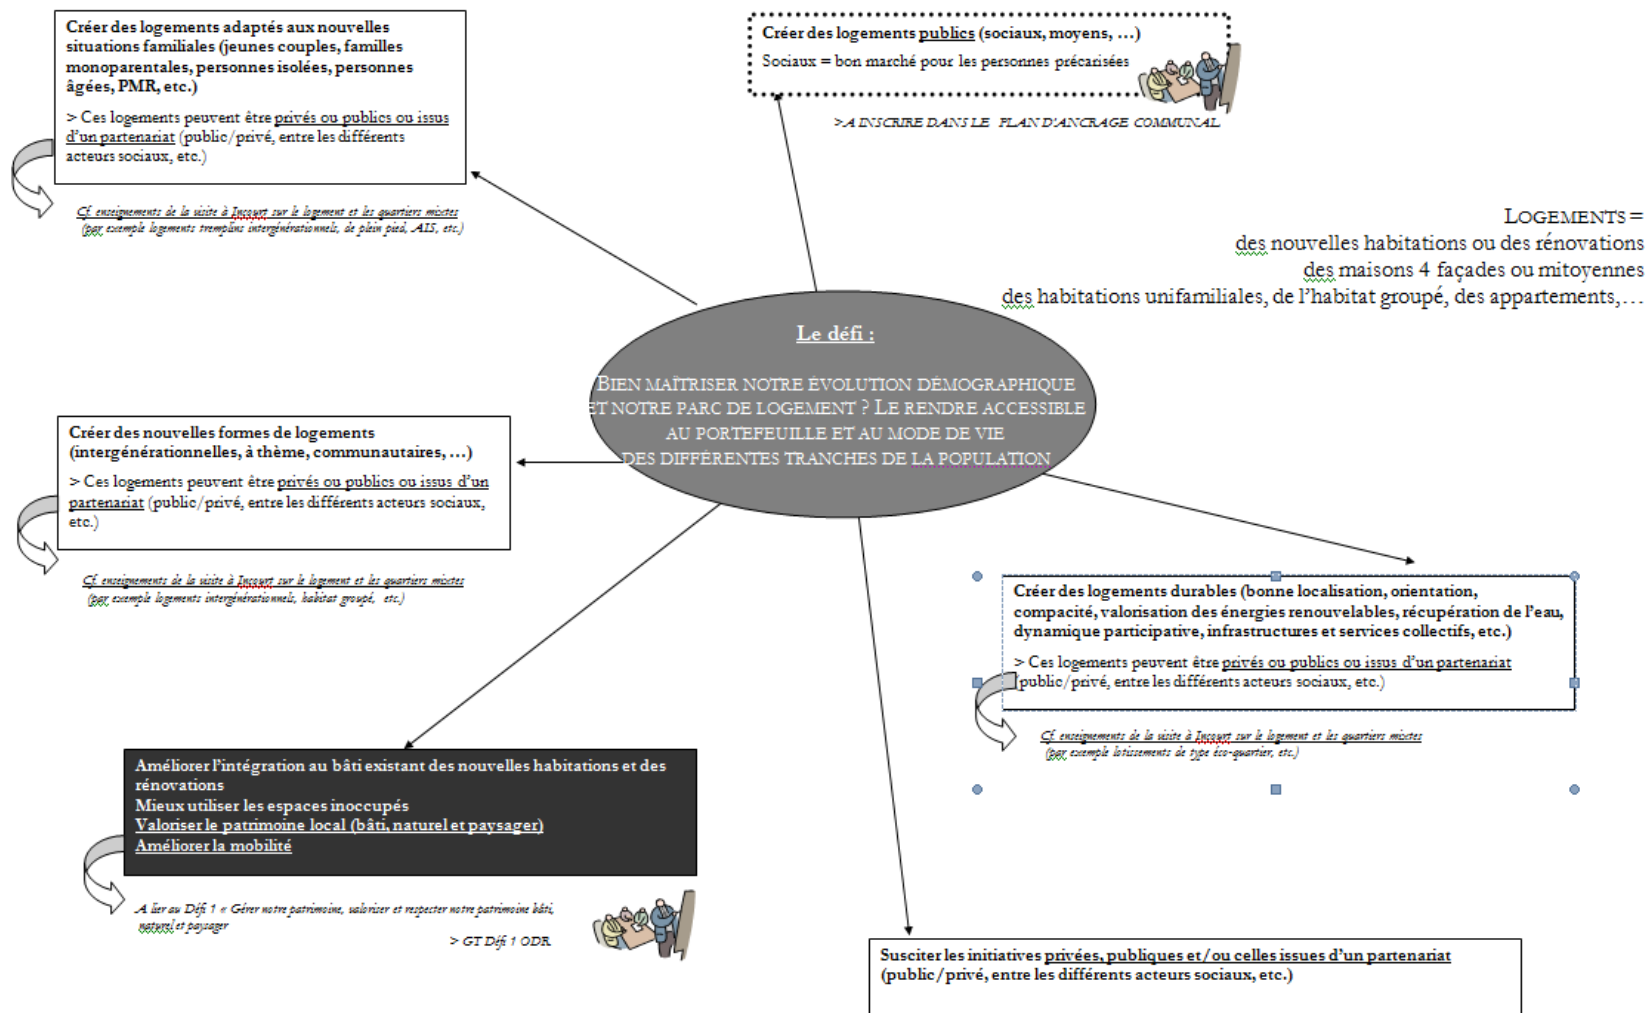 Créer des logements adaptés aux nouvelles
situations familiales (jeunes couples, familles
monoparentales, personnes isolées, personnes
âgées, PMR, etc.)
> Ces logements peuvent être privés ou publics ou issus
d'un partenariat (public/privé, entre les différents
acteurs sociaux, etc.)
Cf. enseignements de la visite à Incourt sur le logement et les quartiers mixtes
(par exemple logements tremplins intergénérationnels, de plein pied, AIS, etc.)
Créer des logements publics (sociaux, moyens, …)
Sociaux = bon marché pour les personnes précarisées
>A INSCRIRE DANS LE PLAN D'ANCRAGE COMMUNAL
LOGEMENTS =
des nouvelles habitations ou des rénovations
des maisons 4 façades ou mitoyennes
des habitations unifamiliales, de l'habitat groupé, des appartements,…
Le défi :
BIEN MAÎTRISER NOTRE ÉVOLUTION DÉMOGRAPHIQUE
ET NOTRE PARC DE LOGEMENT ? LE RENDRE ACCESSIBLE
AU PORTEFEUILLE ET AU MODE DE VIE
DES DIFFÉRENTES TRANCHES DE LA POPULATION
Créer des nouvelles formes de logements
(intergénérationnelles, à thème, communautaires, …)
> Ces logements peuvent être privés ou publics ou issus d'un
partenariat (public/privé, entre les différents acteurs sociaux,
etc.)
Cf. enseignements de la visite à Incourt sur le logement et les quartiers mixtes
(par exemple logements intergénérationnels, habitat groupé, etc.)
Créer des logements durables (bonne localisation, orientation,
compacité, valorisation des énergies renouvelables, récupération de l'eau,
dynamique participative, infrastructures et services collectifs, etc.)
> Ces logements peuvent être privés ou publics ou issus d'un partenariat
(public/privé, entre les différents acteurs sociaux, etc.)
Cf. enseignements de la visite à Incourt sur le logement et les quartiers mixtes
(par exemple lotissements de type éco-quartier, etc.)
Améliorer l'intégration au bâti existant des nouvelles habitations et des
rénovations
Mieux utiliser les espaces inoccupés
Valoriser le patrimoine local (bâti, naturel et paysager)
Améliorer la mobilité
A lier au Défi 1 « Gérer notre patrimoine, valoriser et respecter notre patrimoine bâti,
naturel et paysager
> GT Défi 1 ODR
Susciter les initiatives privées, publiques et/ou celles issues d'un partenariat
(public/privé, entre les différents acteurs sociaux, etc.)